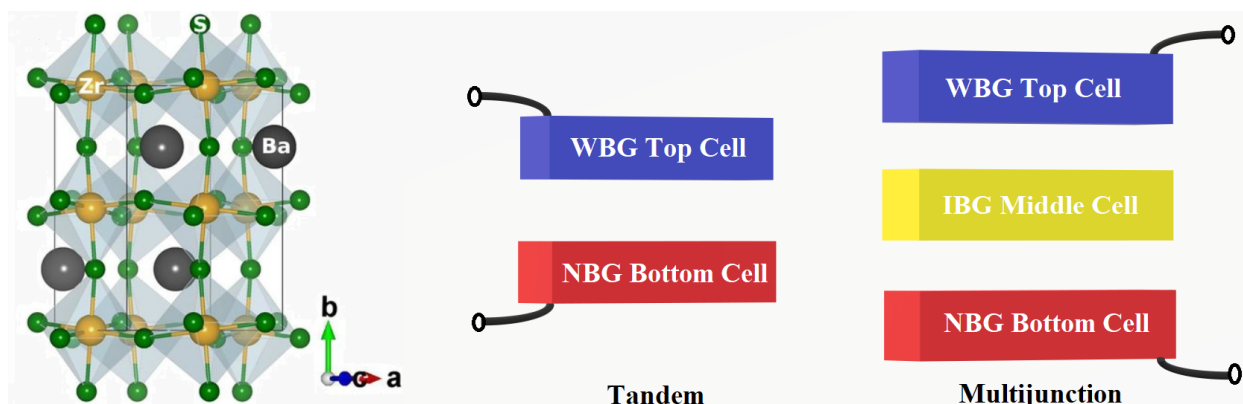 S
Zr
Ba
b
c a
WBG Top Cell
NBG Bottom Cell
Tandem
WBG Top Cell
IBG Middle Cell
NBG Bottom Cell
Multijunction